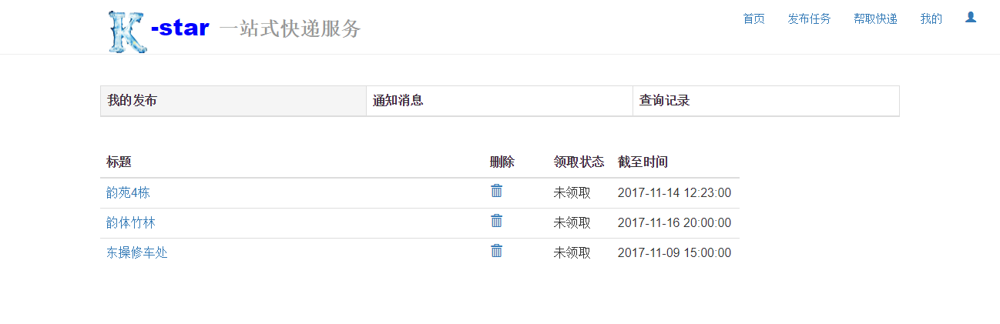 K-star 一站式快递服务
首页 发布任务 帮取快递 我的
我的发布 通知消息 查询记录
标题 删除 领取状态 截至时间
韵苑4栋 未领取 2017-11-14 12:23:00
韵体竹林 未领取 2017-11-16 20:00:00
东操修车处 未领取 2017-11-09 15:00:00